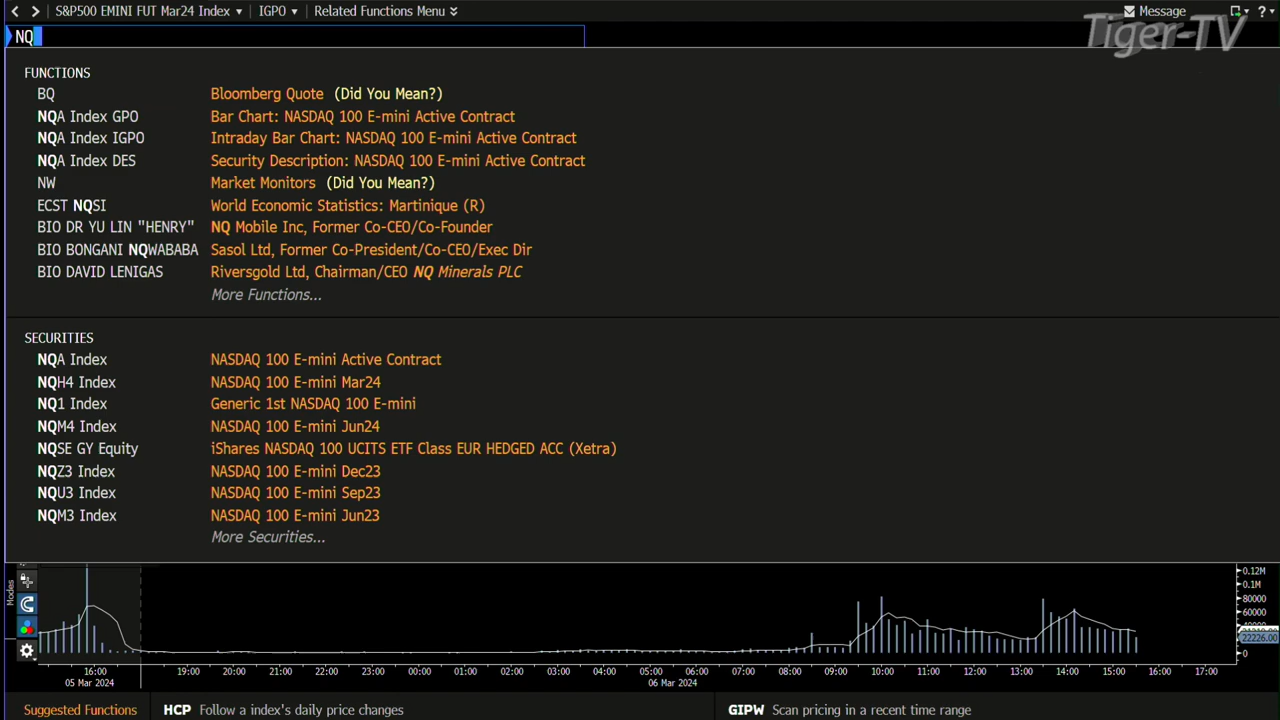 S&P500 EMINI FUT Mar24 Index IGPO Related Functions Menu Message ?
Tiger-TV
NQ
FUNCTIONS
BQ Bloomberg Quote (Did You Mean?)
NQA Index GPO Bar Chart: NASDAQ 100 E-mini Active Contract
NQA Index IGPO Intraday Bar Chart: NASDAQ 100 E-mini Active Contract
NQA Index DES Security Description: NASDAQ 100 E-mini Active Contract
NW Market Monitors (Did You Mean?)
ECST NQSI World Economic Statistics: Martinique (R)
BIO DR YU LIN "HENRY" NQ Mobile Inc, Former Co-CEO/Co-Founder
BIO BONGANI NQWABABA Sasol Ltd, Former Co-President/Co-CEO/Exec Dir
BIO DAVID LENIGAS Riversgold Ltd, Chairman/CEO NQ Minerals PLC
More Functions...
SECURITIES
NQA Index NASDAQ 100 E-mini Active Contract
NQH4 Index NASDAQ 100 E-mini Mar24
NQ1 Index Generic 1st NASDAQ 100 E-mini
NQM4 Index NASDAQ 100 E-mini Jun24
NQSE GY Equity iShares NASDAQ 100 UCITS ETF Class EUR HEDGED ACC (Xetra)
NQZ3 Index NASDAQ 100 E-mini Dec23
NQU3 Index NASDAQ 100 E-mini Sep23
NQM3 Index NASDAQ 100 E-mini Jun23
More Securities...
Modes
0.12M
0.1M
80000
60000
40000
22226.00
0
16:00 19:00 20:00 21:00 22:00 23:00 00:00 01:00 02:00 03:00 04:00 05:00 06:00 07:00 08:00 09:00 10:00 11:00 12:00 13:00 14:00 15:00 16:00 17:00
05 Mar 2024 06 Mar 2024
Suggested Functions HCP Follow a index's daily price changes GIPW Scan pricing in a recent time range